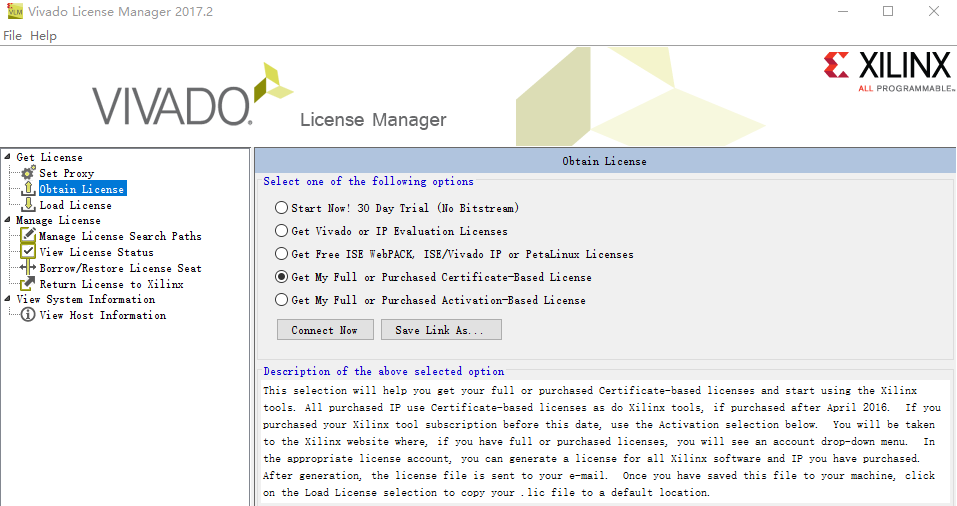 VLM Vivado License Manager 2017.2
File Help
VIVADO. License Manager
XILINX
ALL PROGRAMMABLE™
Get License
Set Proxy
Obtain License
Load License
Manage License
Manage License Search Paths
View License Status
Borrow/Restore License Seat
Return License to Xilinx
View System Information
View Host Information
Obtain License
Select one of the following options
Start Now! 30 Day Trial (No Bitstream)
Get Vivado or IP Evaluation Licenses
Get Free ISE WebPACK, ISE/Vivado IP or PetaLinux Licenses
Get My Full or Purchased Certificate-Based License
Get My Full or Purchased Activation-Based License
Connect Now Save Link As...
Description of the above selected option
This selection will help you get your full or purchased Certificate-based licenses and start using the Xilinx
tools. All purchased IP use Certificate-based licenses as do Xilinx tools, if purchased after April 2016. If you
purchased your Xilinx tool subscription before this date, use the Activation selection below. You will be taken
to the Xilinx website where, if you have full or purchased licenses, you will see an account drop-down menu. In
the appropriate license account, you can generate a license for all Xilinx software and IP you have purchased.
After generation, the license file is sent to your e-mail. Once you have saved this file to your machine, click
on the Load License selection to copy your .lic file to a default location.